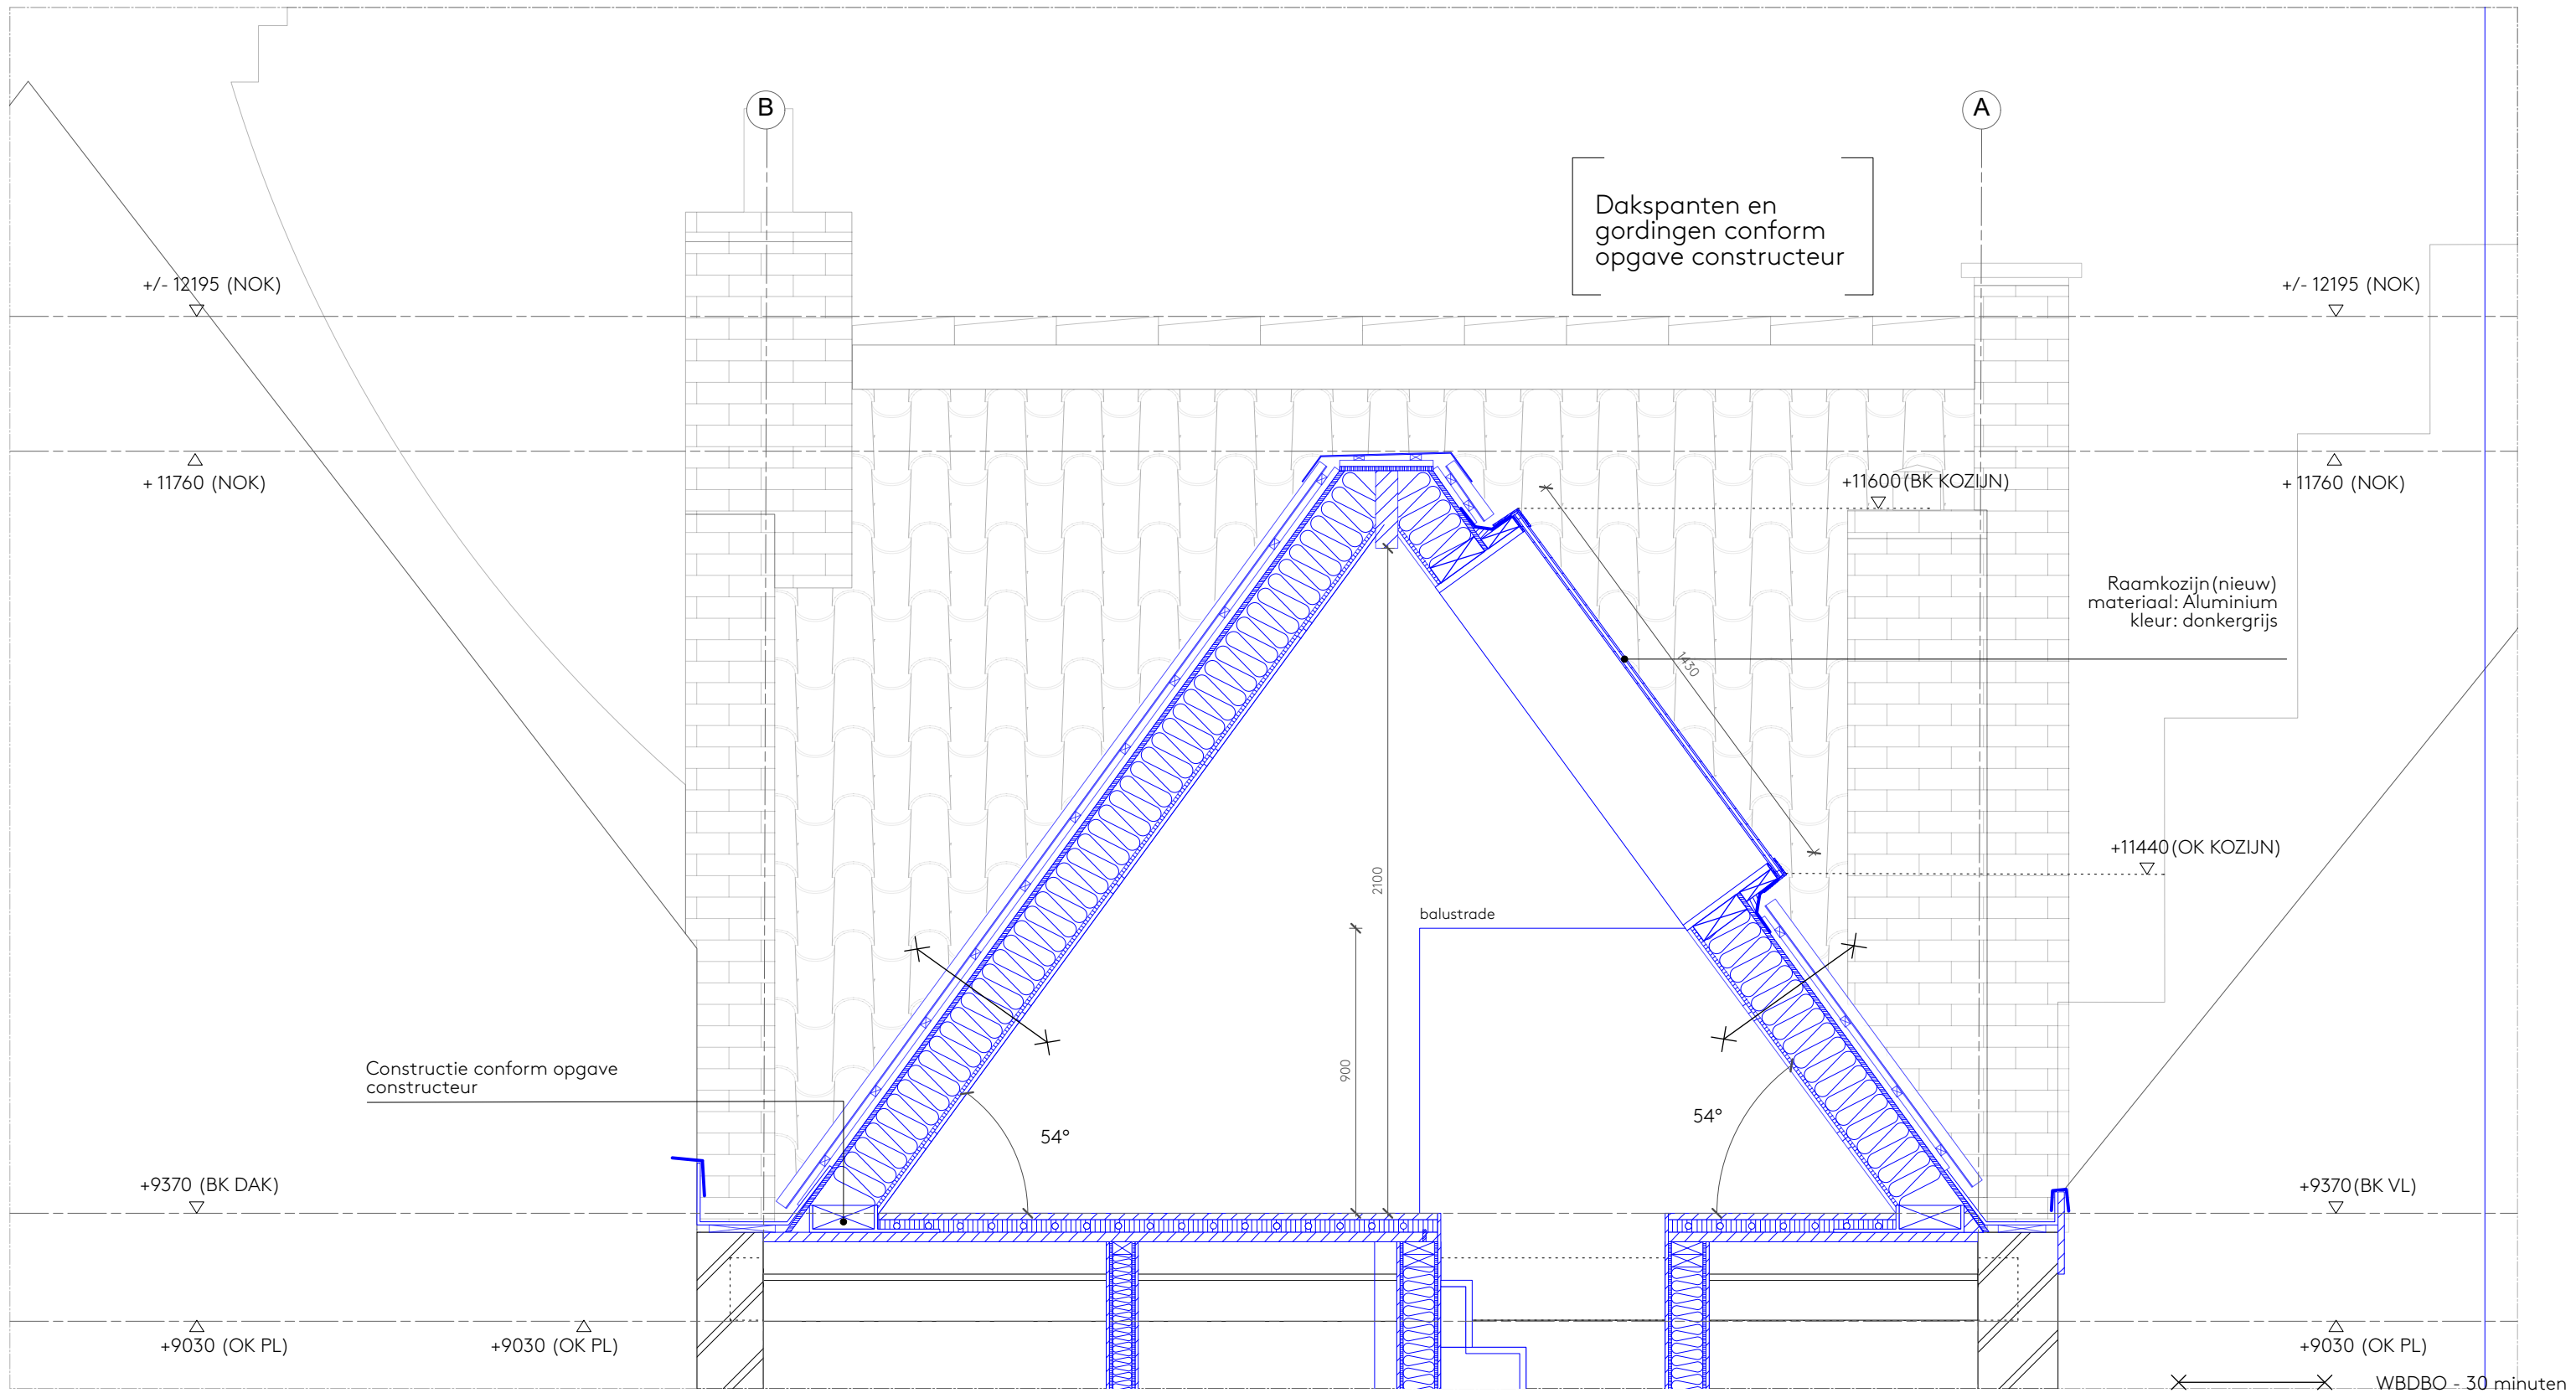 B
A
Dakspanten en
gordingen conform
opgave constructeur
+/- 12195 (NOK)
+/- 12195 (NOK)
+ 11760 (NOK)
+11600(BK KOZIJN)
+ 11760 (NOK)
Raamkozijn(nieuw)
materiaal: Aluminium
kleur: donkergrijs
1430
+11440(OK KOZIJN)
2100
balustrade
900
Constructie conform opgave
constructeur
54°
54°
+9370 (BK DAK)
+9370(BK VL)
+9030 (OK PL)
+9030 (OK PL)
+9030 (OK PL)
WBDBO - 30 minuten